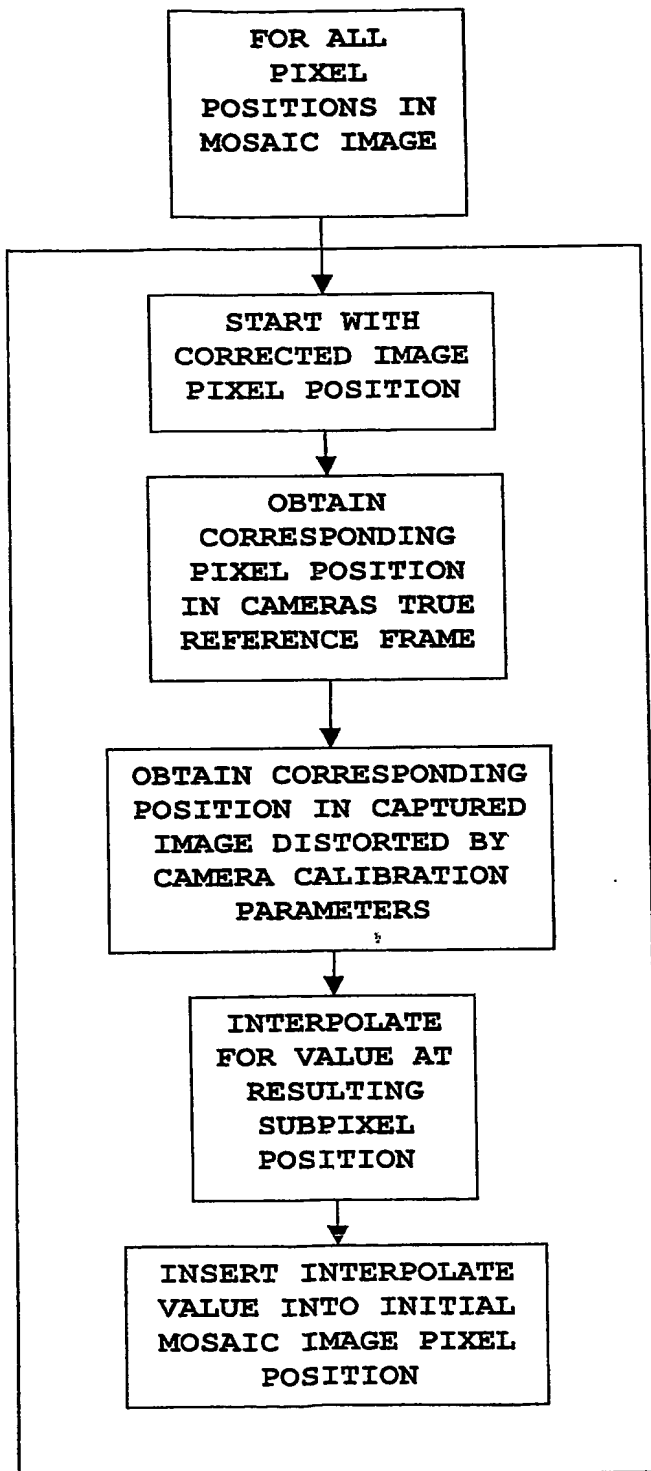 FOR ALL
PIXEL
POSITIONS IN
MOSAIC IMAGE
START WITH
CORRECTED IMAGE
PIXEL POSITION
OBTAIN
CORRESPONDING
PIXEL POSITION
IN CAMERAS TRUE
REFERENCE FRAME
OBTAIN CORRESPONDING
POSITION IN CAPTURED
IMAGE DISTORTED BY
CAMERA CALIBRATION
PARAMETERS
INTERPOLATE
FOR VALUE AT
RESULTING
SUBPIXEL
POSITION
INSERT INTERPOLATE
VALUE INTO INITIAL
MOSAIC IMAGE PIXEL
POSITION